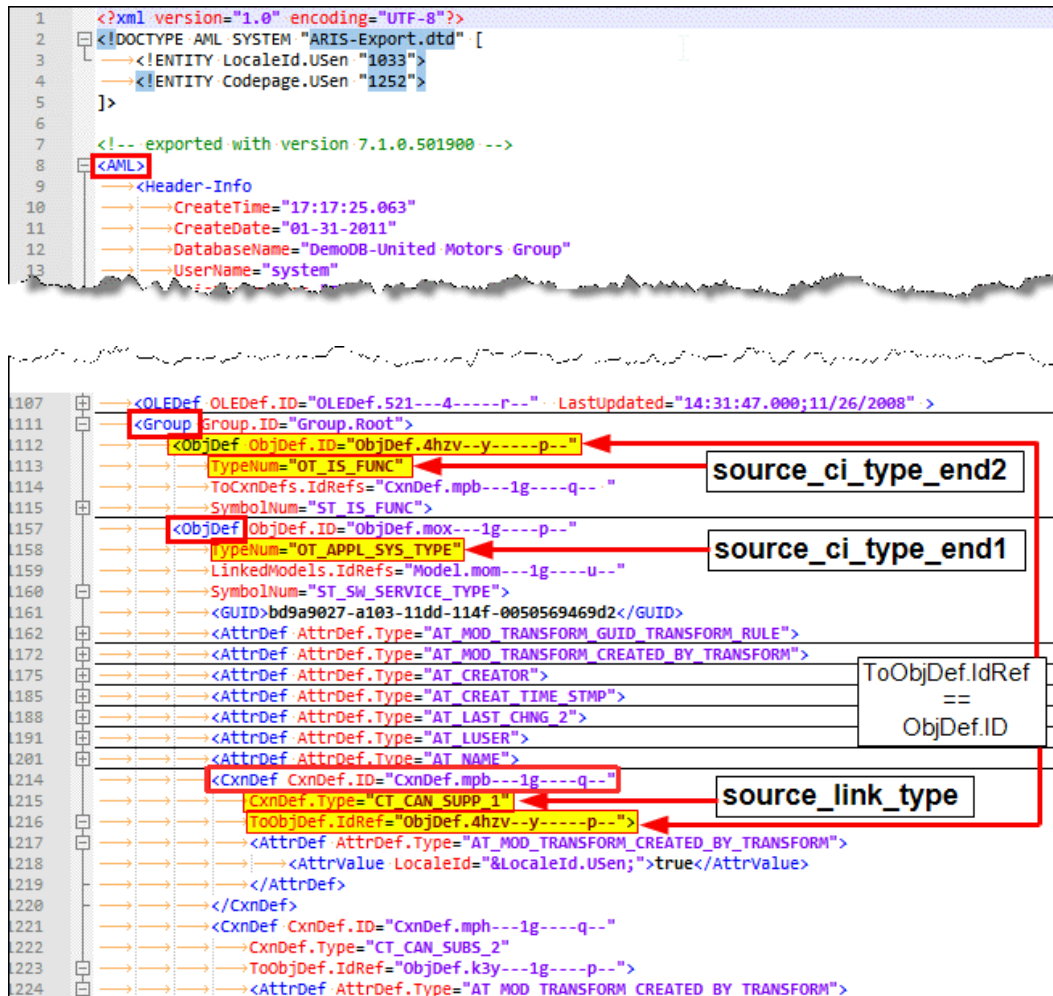 1 <?xml version="1.0" encoding="UTF-8"?>
2 <!DOCTYPE AML SYSTEM "ARIS-Export.dtd" [
3 <!ENTITY LocaleId.USen "1033">
4 <!ENTITY Codepage.USen "1252">
5 ]>
6
7 <!-- exported with version 7.1.0.501900 -->
8 <AML>
9 <Header-Info
10 CreateTime="17:17:25.063"
11 CreateDate="01-31-2011"
12 DatabaseName="DemoDB-United Motors Group"
13 UserName="system"
1107 <OLEDef OLEDef.ID="OLEDef.521---4-----r--" LastUpdated="14:31:47.000;11/26/2008" >
1111 <Group Group.ID="Group.Root">
1112 <ObjDef ObjDef.ID="ObjDef.4hzv--y-----p--"
1113 TypeNum="OT_IS_FUNC"
source_ci_type_end2
1114 ToCxnDefs.IdRefs="CxnDef.mpb---1g----q-- "
1115 SymbolNum="ST_IS_FUNC">
1157 <ObjDef ObjDef.ID="ObjDef.mox---1g----p--"
1158 TypeNum="OT_APPL_SYS_TYPE"
source_ci_type_end1
1159 LinkedModels.IdRefs="Model.mom---1g----u--"
1160 SymbolNum="ST_SW_SERVICE_TYPE">
1161 <GUID>bd9a9027-a103-11dd-114f-0050569469d2</GUID>
1162 <AttrDef AttrDef.Type="AT_MOD_TRANSFORM_GUID_TRANSFORM_RULE">
1172 <AttrDef AttrDef.Type="AT_MOD_TRANSFORM_CREATED_BY_TRANSFORM">
1175 <AttrDef AttrDef.Type="AT_CREATOR">
1185 <AttrDef AttrDef.Type="AT_CREAT_TIME_STMP">
1188 <AttrDef AttrDef.Type="AT_LAST_CHNG_2">
1191 <AttrDef AttrDef.Type="AT_LUSER">
1201 <AttrDef AttrDef.Type="AT_NAME">
ToObjDef.IdRef
==
ObjDef.ID
1214 <CxnDef CxnDef.ID="CxnDef.mpb---1g----q--"
1215 CxnDef.Type="CT_CAN_SUPP_1"
source_link_type
1216 ToObjDef.IdRef="ObjDef.4hzv--y-----p--">
1217 <AttrDef AttrDef.Type="AT_MOD_TRANSFORM_CREATED_BY_TRANSFORM">
1218 <AttrValue LocaleId="&LocaleId.USen;">true</AttrValue>
1219 </AttrDef>
1220 </CxnDef>
1221 <CxnDef CxnDef.ID="CxnDef.mph---1g----q--"
1222 CxnDef.Type="CT_CAN_SUBS_2"
1223 ToObjDef.IdRef="ObjDef.k3y---1g----p--">
1224 <AttrDef AttrDef.Type="AT_MOD_TRANSFORM_CREATED_BY_TRANSFORM">